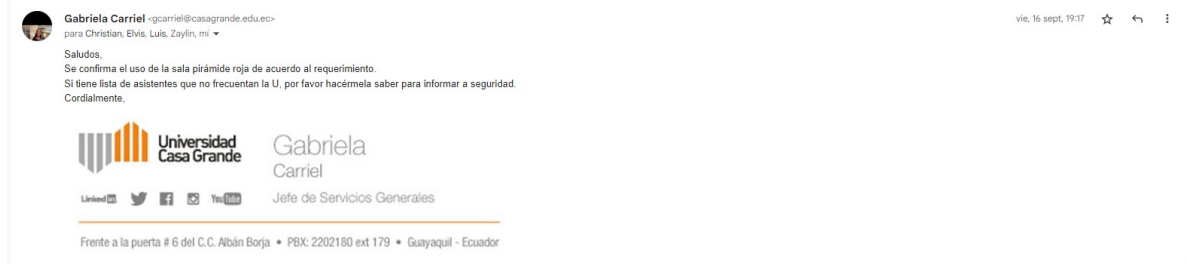 Gabriela Carriel <gcarriel@casagrande.edu.ec>
vie, 16 sept, 19:17
para Christian, Elvis, Luis, Zaylin, mí
Saludos,
Se confirma el uso de la sala pirámide roja de acuerdo al requerimiento.
Si tiene lista de asistentes que no frecuentan la U, por favor hacérmela saber para informar a seguridad.
Cordialmente,
Universidad
Casa Grande
Gabriela
Carriel
Linked in
You Tube
Jefe de Servicios Generales
Frente a la puerta # 6 del C.C. Albán Borja • PBX: 2202180 ext 179 • Guayaquil - Ecuador